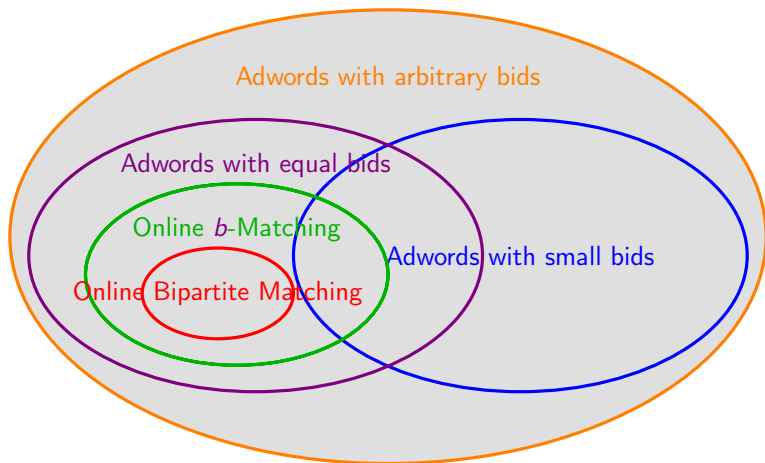 Adwords with arbitrary bids
Adwords with equal bids
Online b-Matching
Adwords with small bids
Online Bipartite Matching